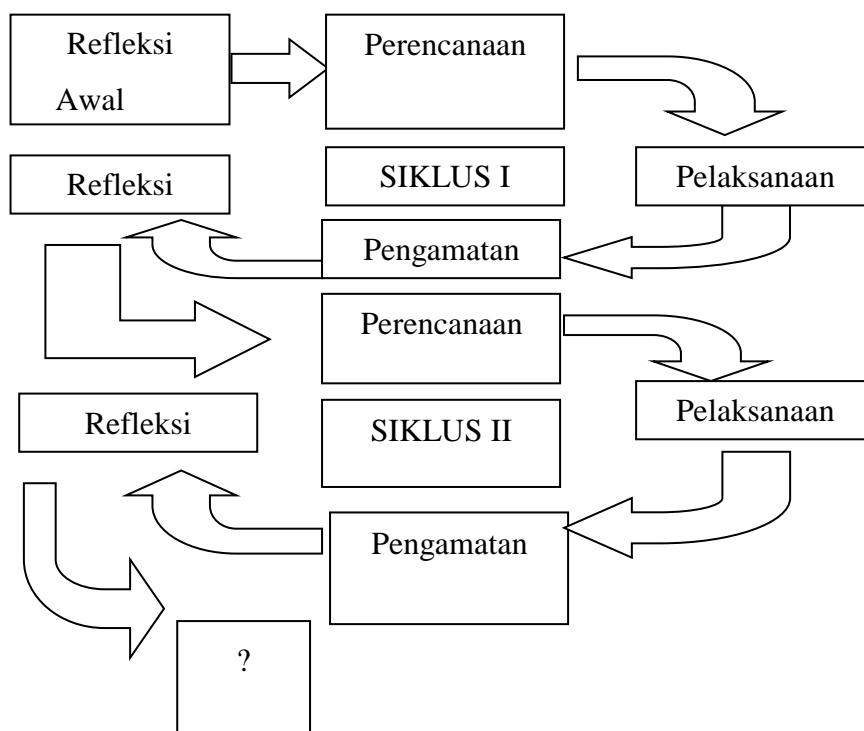 Refleksi
Awal
Perencanaan
Refleksi
SIKLUS I
Pelaksanaan
Pengamatan
Perencanaan
Refleksi
SIKLUS II
Pelaksanaan
Pengamatan
?